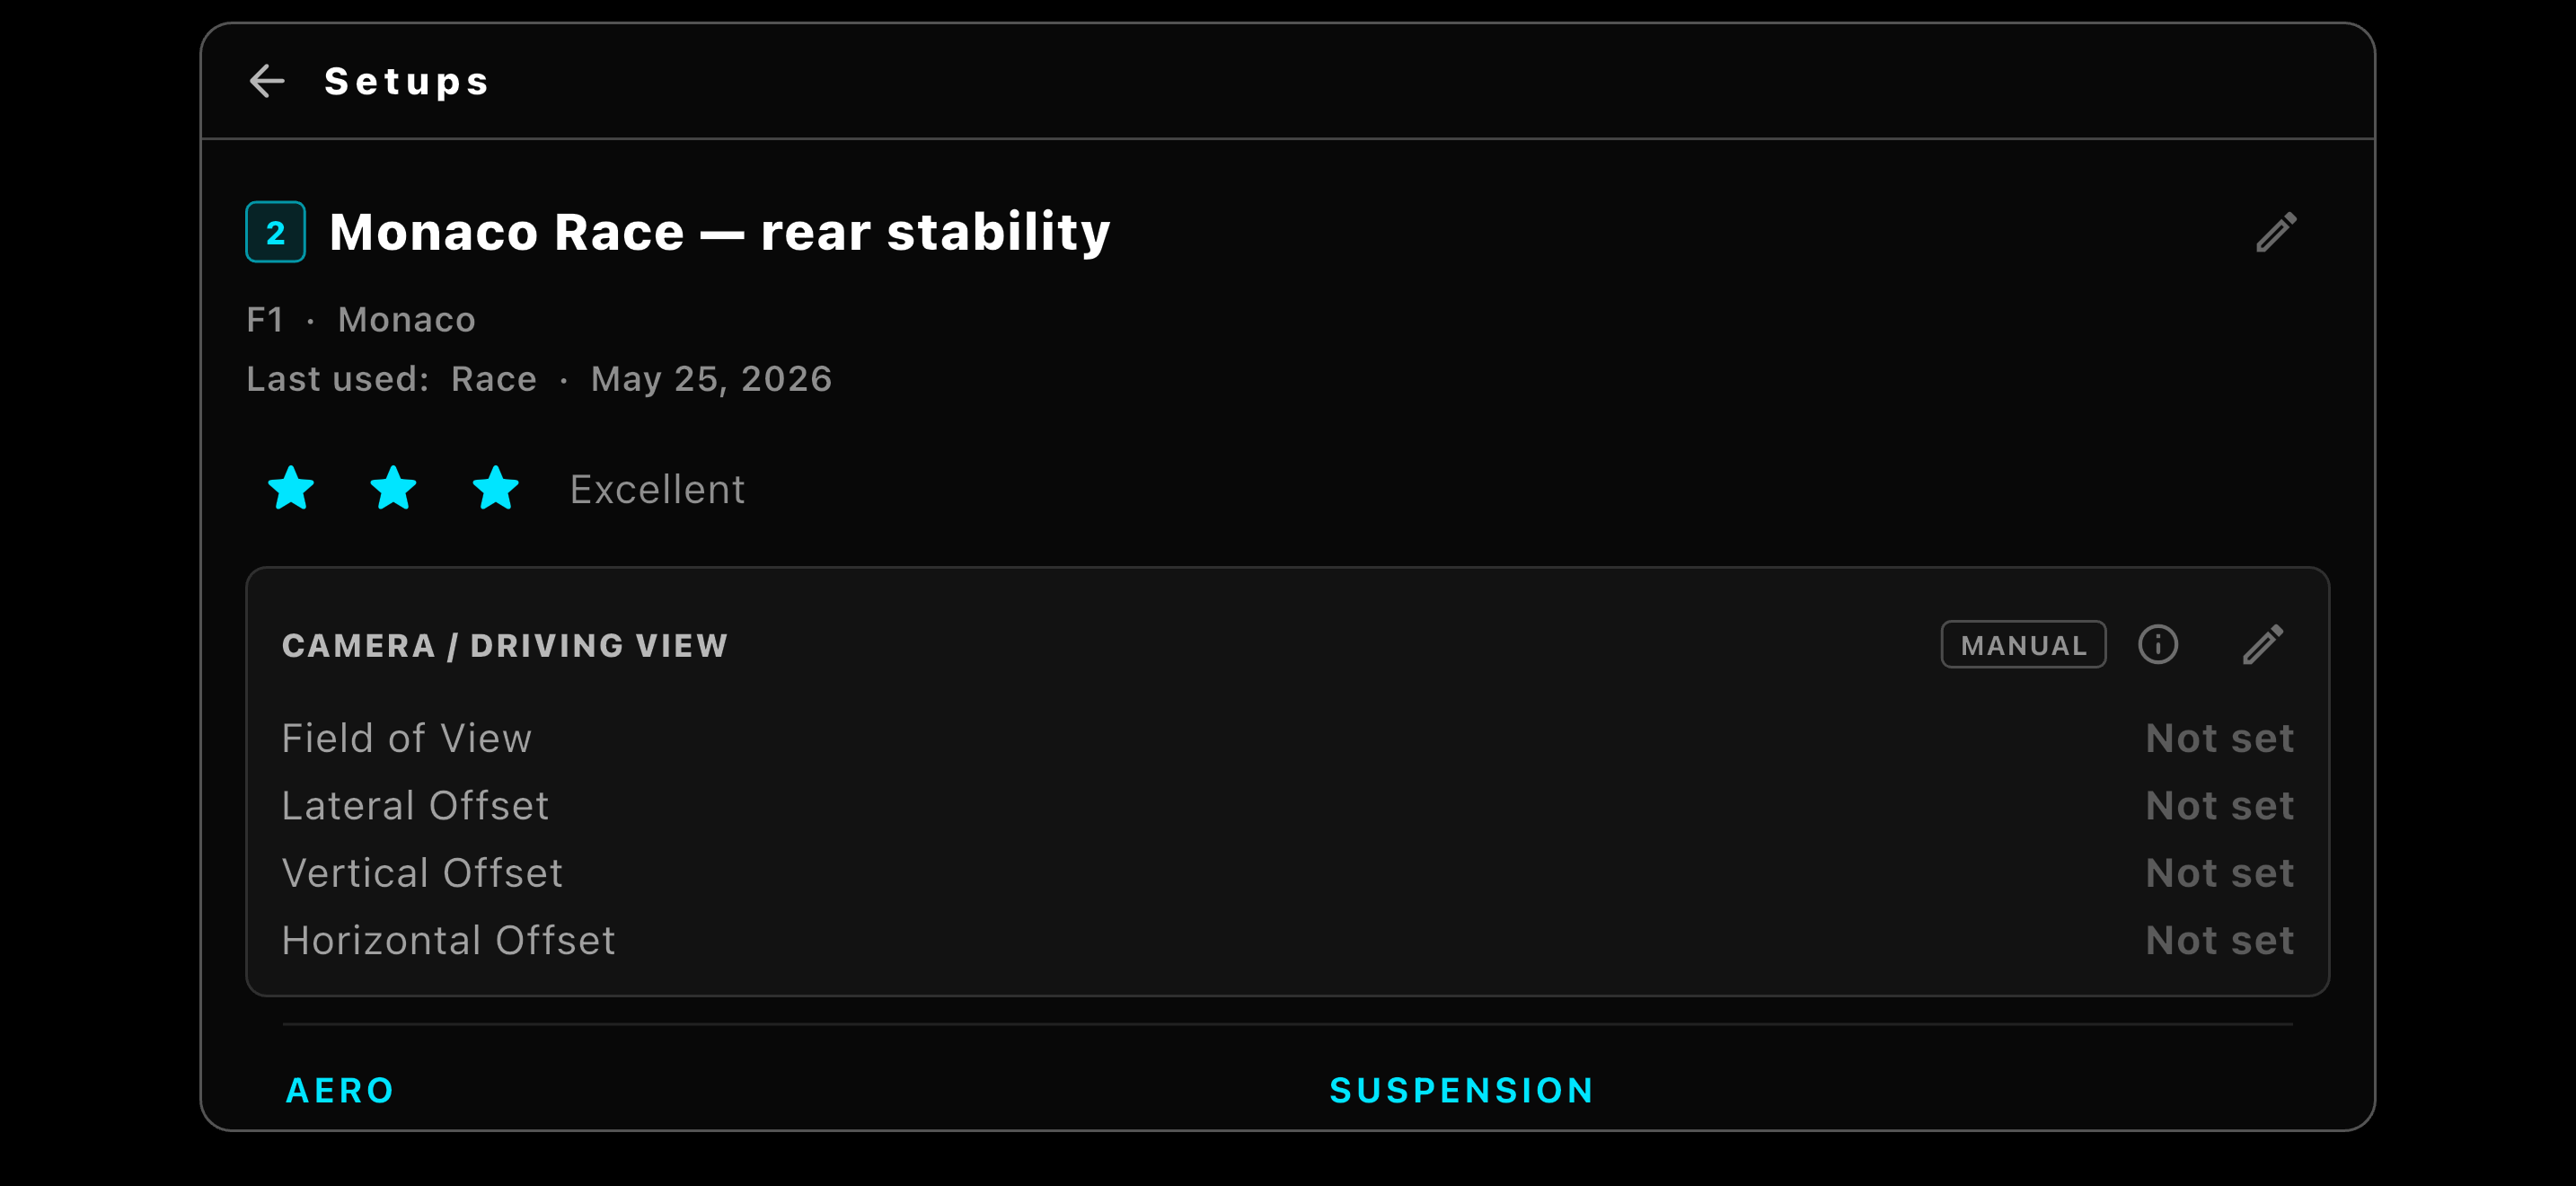 Setups
2 Monaco Race — rear stability
F1 · Monaco
Last used: Race · May 25, 2026
Excellent
CAMERA / DRIVING VIEW MANUAL
Field of View Not set
Lateral Offset Not set
Vertical Offset Not set
Horizontal Offset Not set
AERO SUSPENSION